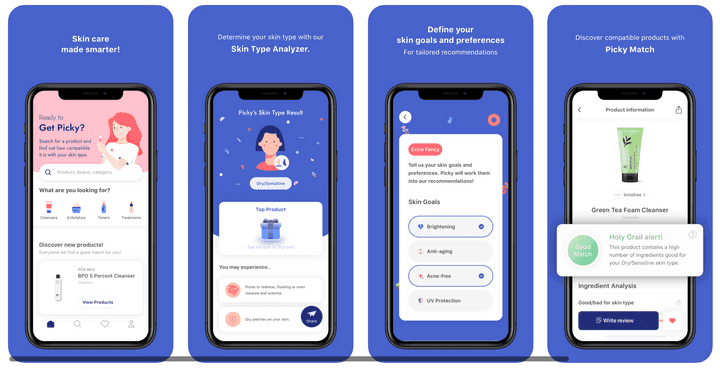 Skin care
made smarter!
Ready to
Get Picky?
Search for a product and
find out how compatible
it is with your skin type.
Product, brand, category
What are you looking for?
Cleansers
Exfoliators
Toners
Treatments
Discover new products!
Everyone we find a good match for you!
PCA Skin
BPO 5 Percent Cleanser
Cleanser
View Products
Determine your skin type with our
Skin Type Analyzer.
Picky's Skin Type Result
Dry/Sensitive
Top Product
Tap the box to find out!
You may experience..
Prone to redness, flushing or even
rosacea and eczema.
Dry patches on your skin.
Share
Define your
skin goals and preferences
For tailored recommendations
Extra Fancy
Tell us your skin goals and
preferences. Picky will work them
into our recommendations!
Skin Goals
Brightening
Anti-aging
Acne-free
UV Protection
Discover compatible products with
Picky Match
Product information
Innisfree
Green Tea Foam Cleanser
Cleansers
Good
Match
Holy Grail alert!
This product contains a high
number of ingredients good for
your Dry/Sensitive skin type.
Ingredient Analysis
Good/bad for skin type
Write review